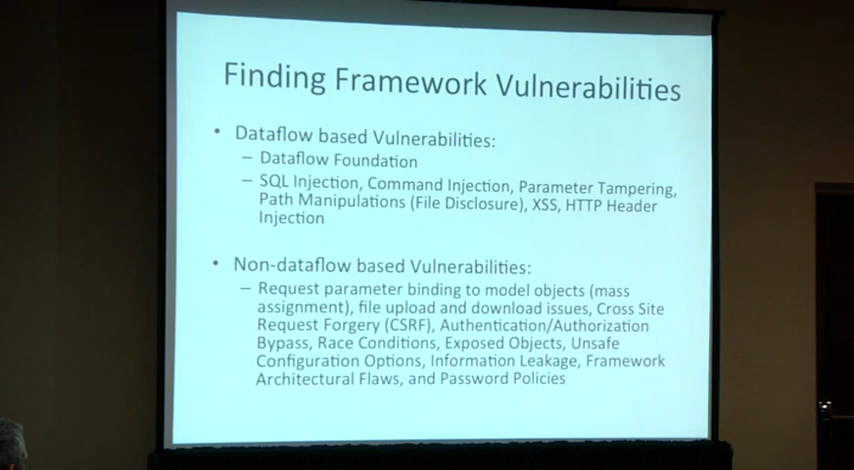 Finding Framework Vulnerabilities
• Dataflow based Vulnerabilities:
– Dataflow Foundation
– SQL Injection, Command Injection, Parameter Tampering,
Path Manipulations (File Disclosure), XSS, HTTP Header
Injection
• Non-dataflow based Vulnerabilities:
– Request parameter binding to model objects (mass
assignment), file upload and download issues, Cross Site
Request Forgery (CSRF), Authentication/Authorization
Bypass, Race Conditions, Exposed Objects, Unsafe
Configuration Options, Information Leakage, Framework
Architectural Flaws, and Password Policies